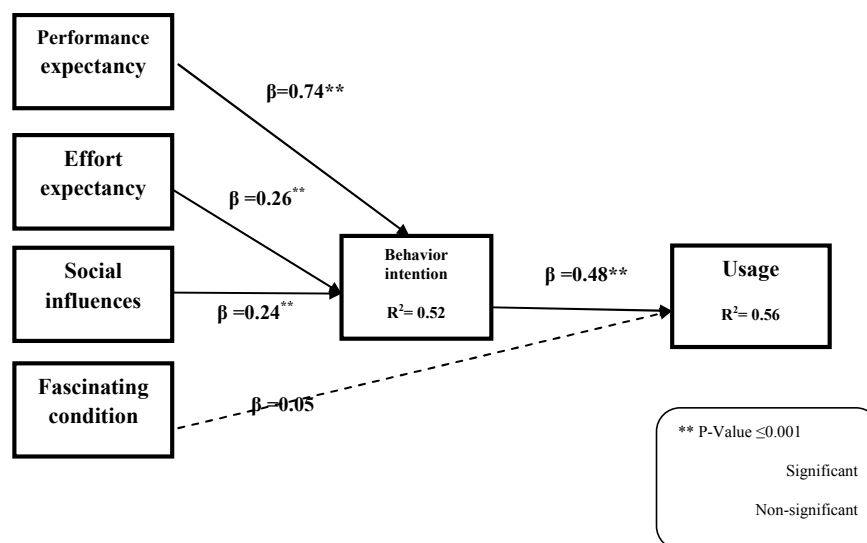 Performance
expectancy
β=0.74**
Effort
expectancy
β =0.26**
Social
influences
β =0.24**
Behavior
intention
R²= 0.52
β =0.48**
Usage
R²= 0.56
Fascinating
condition
β =0.05
** P-Value ≤0.001
Significant
Non-significant